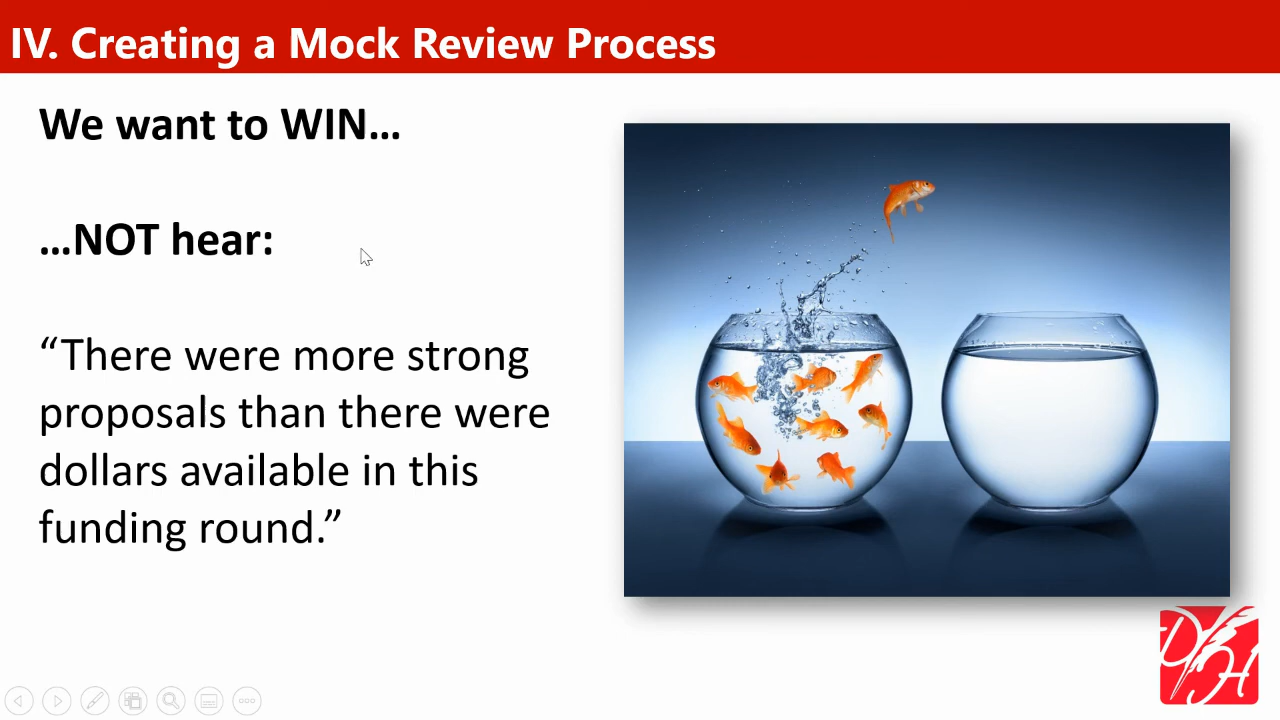 IV. Creating a Mock Review Process
We want to WIN…
…NOT hear:
“There were more strong
proposals than there were
dollars available in this
funding round.”
DH